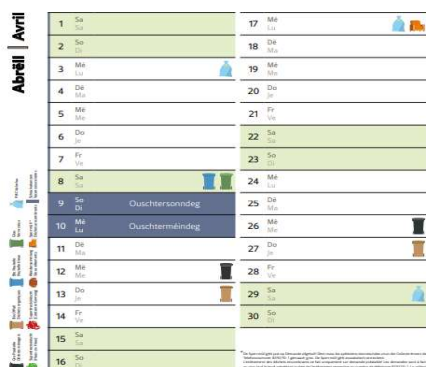 Abrëll | Avril
1 Sa
Sa
2 So
Di
3 Mé
Lu
4 Dë
Ma
5 Më
Me
6 Do
Je
7 Fr
Ve
8 Sa
Sa
9 So
Di
Ouschtersonndeg
10 Mé
Lu
Ouschterméindeg
11 Dë
Ma
12 Më
Me
13 Do
Je
14 Fr
Ve
15 Sa
Sa
16 So
Di
17 Mé
Lu
18 Dë
Ma
19 Më
Me
20 Do
Je
21 Fr
Ve
22 Sa
Sa
23 So
Di
24 Mé
Lu
25 Dë
Ma
26 Më
Me
27 Do
Je
28 Fr
Ve
29 Sa
Sa
30 So
Di